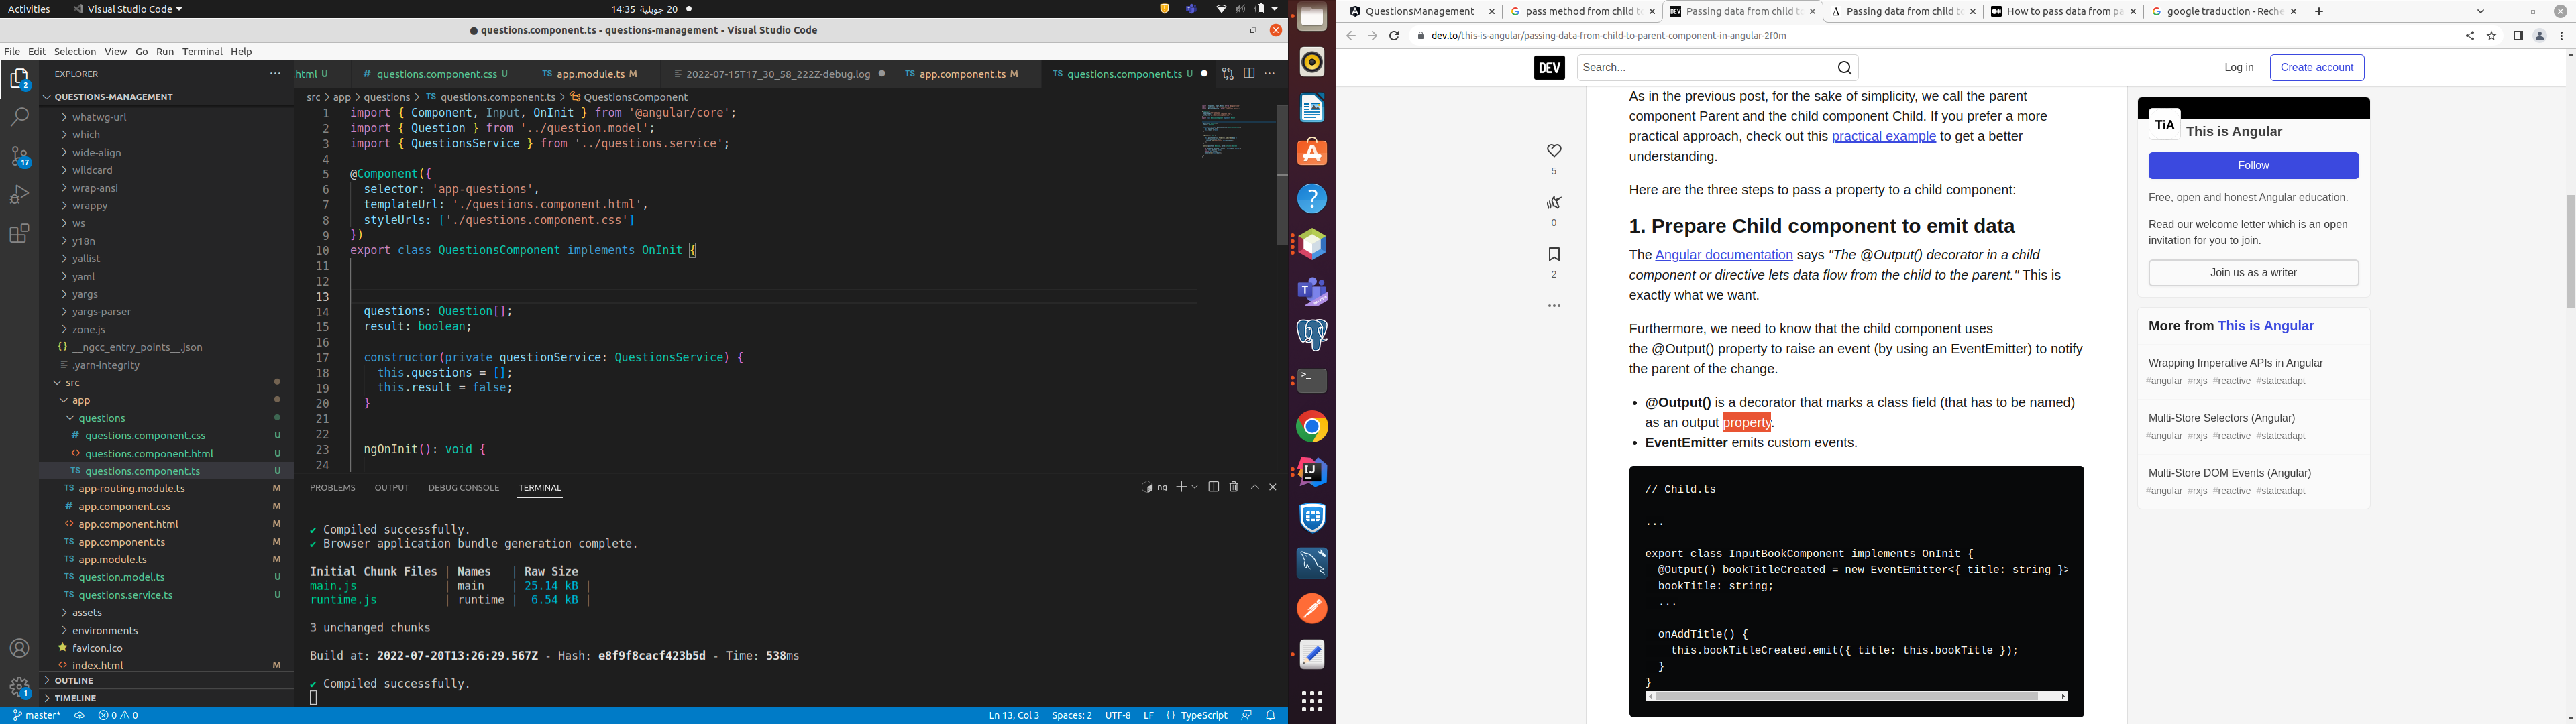 Activities
Visual Studio Code
20 جويلية 14:35
questions.component.ts - questions-management - Visual Studio Code
File Edit Selection View Go Run Terminal Help
EXPLORER
QUESTIONS-MANAGEMENT
whatwg-url
which
wide-align
wildcard
wrap-ansi
wrappy
ws
y18n
yallist
yaml
yargs
yargs-parser
zone.js
{} __ngcc_entry_points__.json
.yarn-integrity
src
app
questions
# questions.component.css U
<> questions.component.html U
TS questions.component.ts U
TS app-routing.module.ts M
# app.component.css M
<> app.component.html M
TS app.component.ts M
TS app.module.ts M
TS question.model.ts U
TS questions.service.ts U
assets
environments
favicon.ico
<> index.html M
OUTLINE
TIMELINE
2
17
1
.html U
# questions.component.css U
TS app.module.ts M
2022-07-15T17_30_58_222Z-debug.log
TS app.component.ts M
TS questions.component.ts U
src > app > questions > TS questions.component.ts > QuestionsComponent
1 import { Component, Input, OnInit } from '@angular/core';
2 import { Question } from '../question.model';
3 import { QuestionsService } from '../questions.service';
4
5 @Component({
6 selector: 'app-questions',
7 templateUrl: './questions.component.html',
8 styleUrls: ['./questions.component.css']
9 })
10 export class QuestionsComponent implements OnInit {
11
12
13
14 questions: Question[];
15 result: boolean;
16
17 constructor(private questionService: QuestionsService) {
18 this.questions = [];
19 this.result = false;
20 }
21
22
23 ngOnInit(): void {
24
PROBLEMS OUTPUT DEBUG CONSOLE TERMINAL
ng
✔ Compiled successfully.
✔ Browser application bundle generation complete.
Initial Chunk Files | Names | Raw Size
main.js | main | 25.14 kB |
runtime.js | runtime | 6.54 kB |
3 unchanged chunks
Build at: 2022-07-20T13:26:29.567Z - Hash: e8f9f8cacf423b5d - Time: 538ms
✔ Compiled successfully.
master* 0 0
Ln 13, Col 3 Spaces: 2 UTF-8 LF {} TypeScript
QuestionsManagement
pass method from child t
Passing data from child to
Passing data from child to
How to pass data from pa
google traduction - Reche
dev.to/this-is-angular/passing-data-from-child-to-parent-component-in-angular-2f0m
DEV
Search...
Log in
Create account
5
0
2
As in the previous post, for the sake of simplicity, we call the parent
component Parent and the child component Child. If you prefer a more
practical approach, check out this practical example to get a better
understanding.
Here are the three steps to pass a property to a child component:
1. Prepare Child component to emit data
The Angular documentation says "The @Output() decorator in a child
component or directive lets data flow from the child to the parent." This is
exactly what we want.
Furthermore, we need to know that the child component uses
the @Output() property to raise an event (by using an EventEmitter) to notify
the parent of the change.
• @Output() is a decorator that marks a class field (that has to be named)
as an output property.
• EventEmitter emits custom events.
// Child.ts
...
export class InputBookComponent implements OnInit {
@Output() bookTitleCreated = new EventEmitter<{ title: string }>
bookTitle: string;
...
onAddTitle() {
this.bookTitleCreated.emit({ title: this.bookTitle });
}
}
TiA
This is Angular
Follow
Free, open and honest Angular education.
Read our welcome letter which is an open
invitation for you to join.
Join us as a writer
More from This is Angular
Wrapping Imperative APIs in Angular
#angular #rxjs #reactive #stateadapt
Multi-Store Selectors (Angular)
#angular #rxjs #reactive #stateadapt
Multi-Store DOM Events (Angular)
#angular #rxjs #reactive #stateadapt